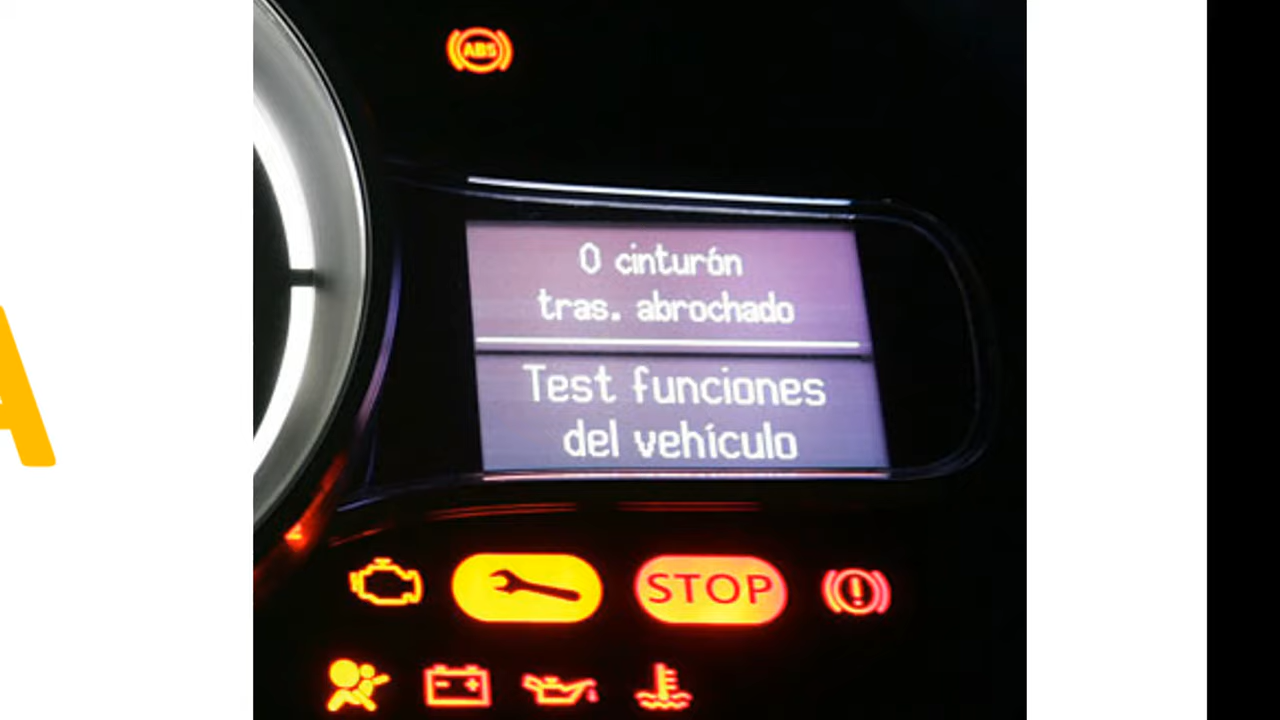 A
ABS
0 cinturón
tras. abrochado
Test funciones
del vehículo
STOP